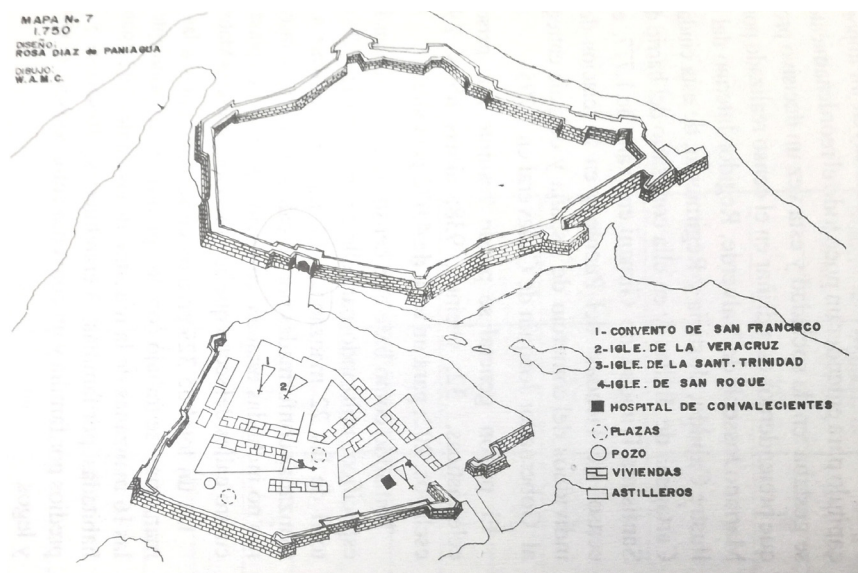 MAPA No 7
1.750
DISEÑO:
ROSA DIAZ de PANIAGUA
DIBUJO:
W.A.M.C.
1
2
3
4
1-CONVENTO DE SAN FRANCISCO
2-IGLE. DE LA VERACRUZ
3-IGLE. DE LA SANT. TRINIDAD
4-IGLE. DE SAN ROQUE
HOSPITAL DE CONVALECIENTES
PLAZAS
POZO
VIVIENDAS
ASTILLEROS